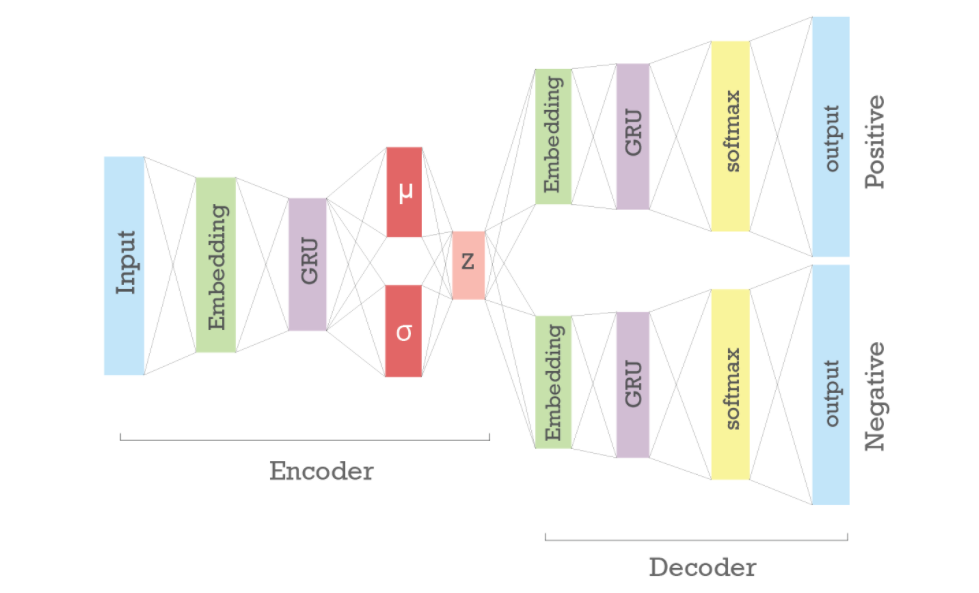 Input
Embedding
GRU
μ
σ
z
Encoder
Embedding
GRU
softmax
output
Positive
Embedding
GRU
softmax
output
Negative
Decoder